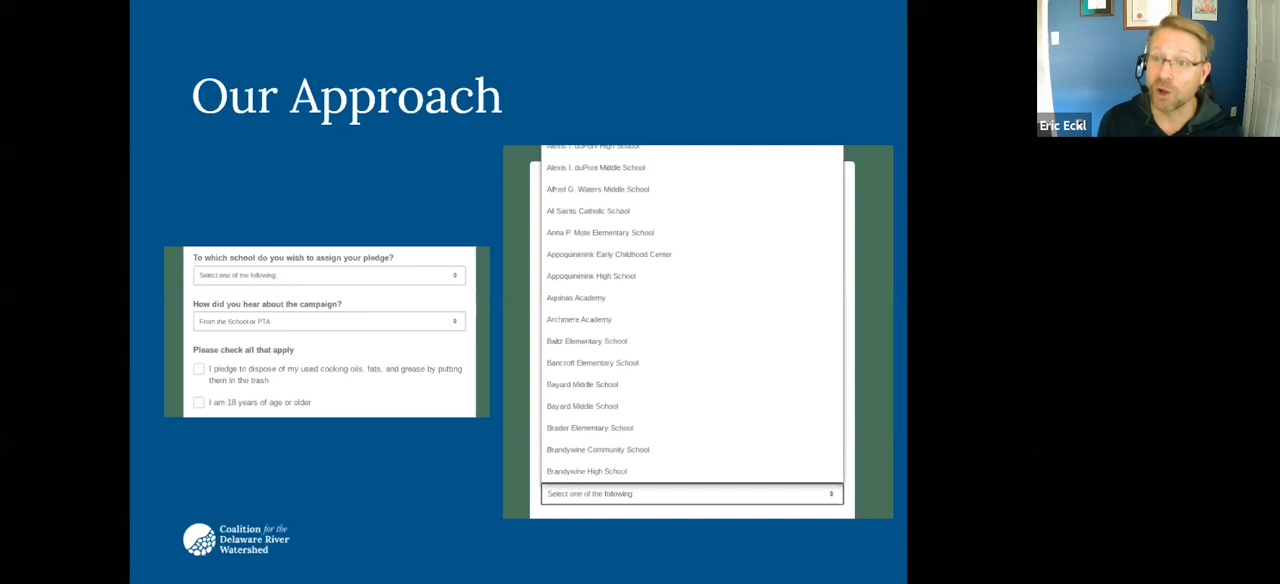 Our Approach
To which school do you wish to assign your pledge?
Select one of the following:
How did you hear about the campaign?
From the School or PTA
Please check all that apply
I pledge to dispose of my used cooking oils, fats, and grease by putting
them in the trash
I am 18 years of age or older
Alexis I. duPont High School
Alexis I. duPont Middle School
Alfred G. Waters Middle School
All Saints Catholic School
Anna P. Mote Elementary School
Appoquinimink Early Childhood Center
Appoquinimink High School
Aquinas Academy
Archmere Academy
Baltz Elementary School
Bancroft Elementary School
Bayard Middle School
Bayard Middle School
Brader Elementary School
Brandywine Community School
Brandywine High School
Select one of the following:
Coalition for the
Delaware River
Watershed
Eric Eckl